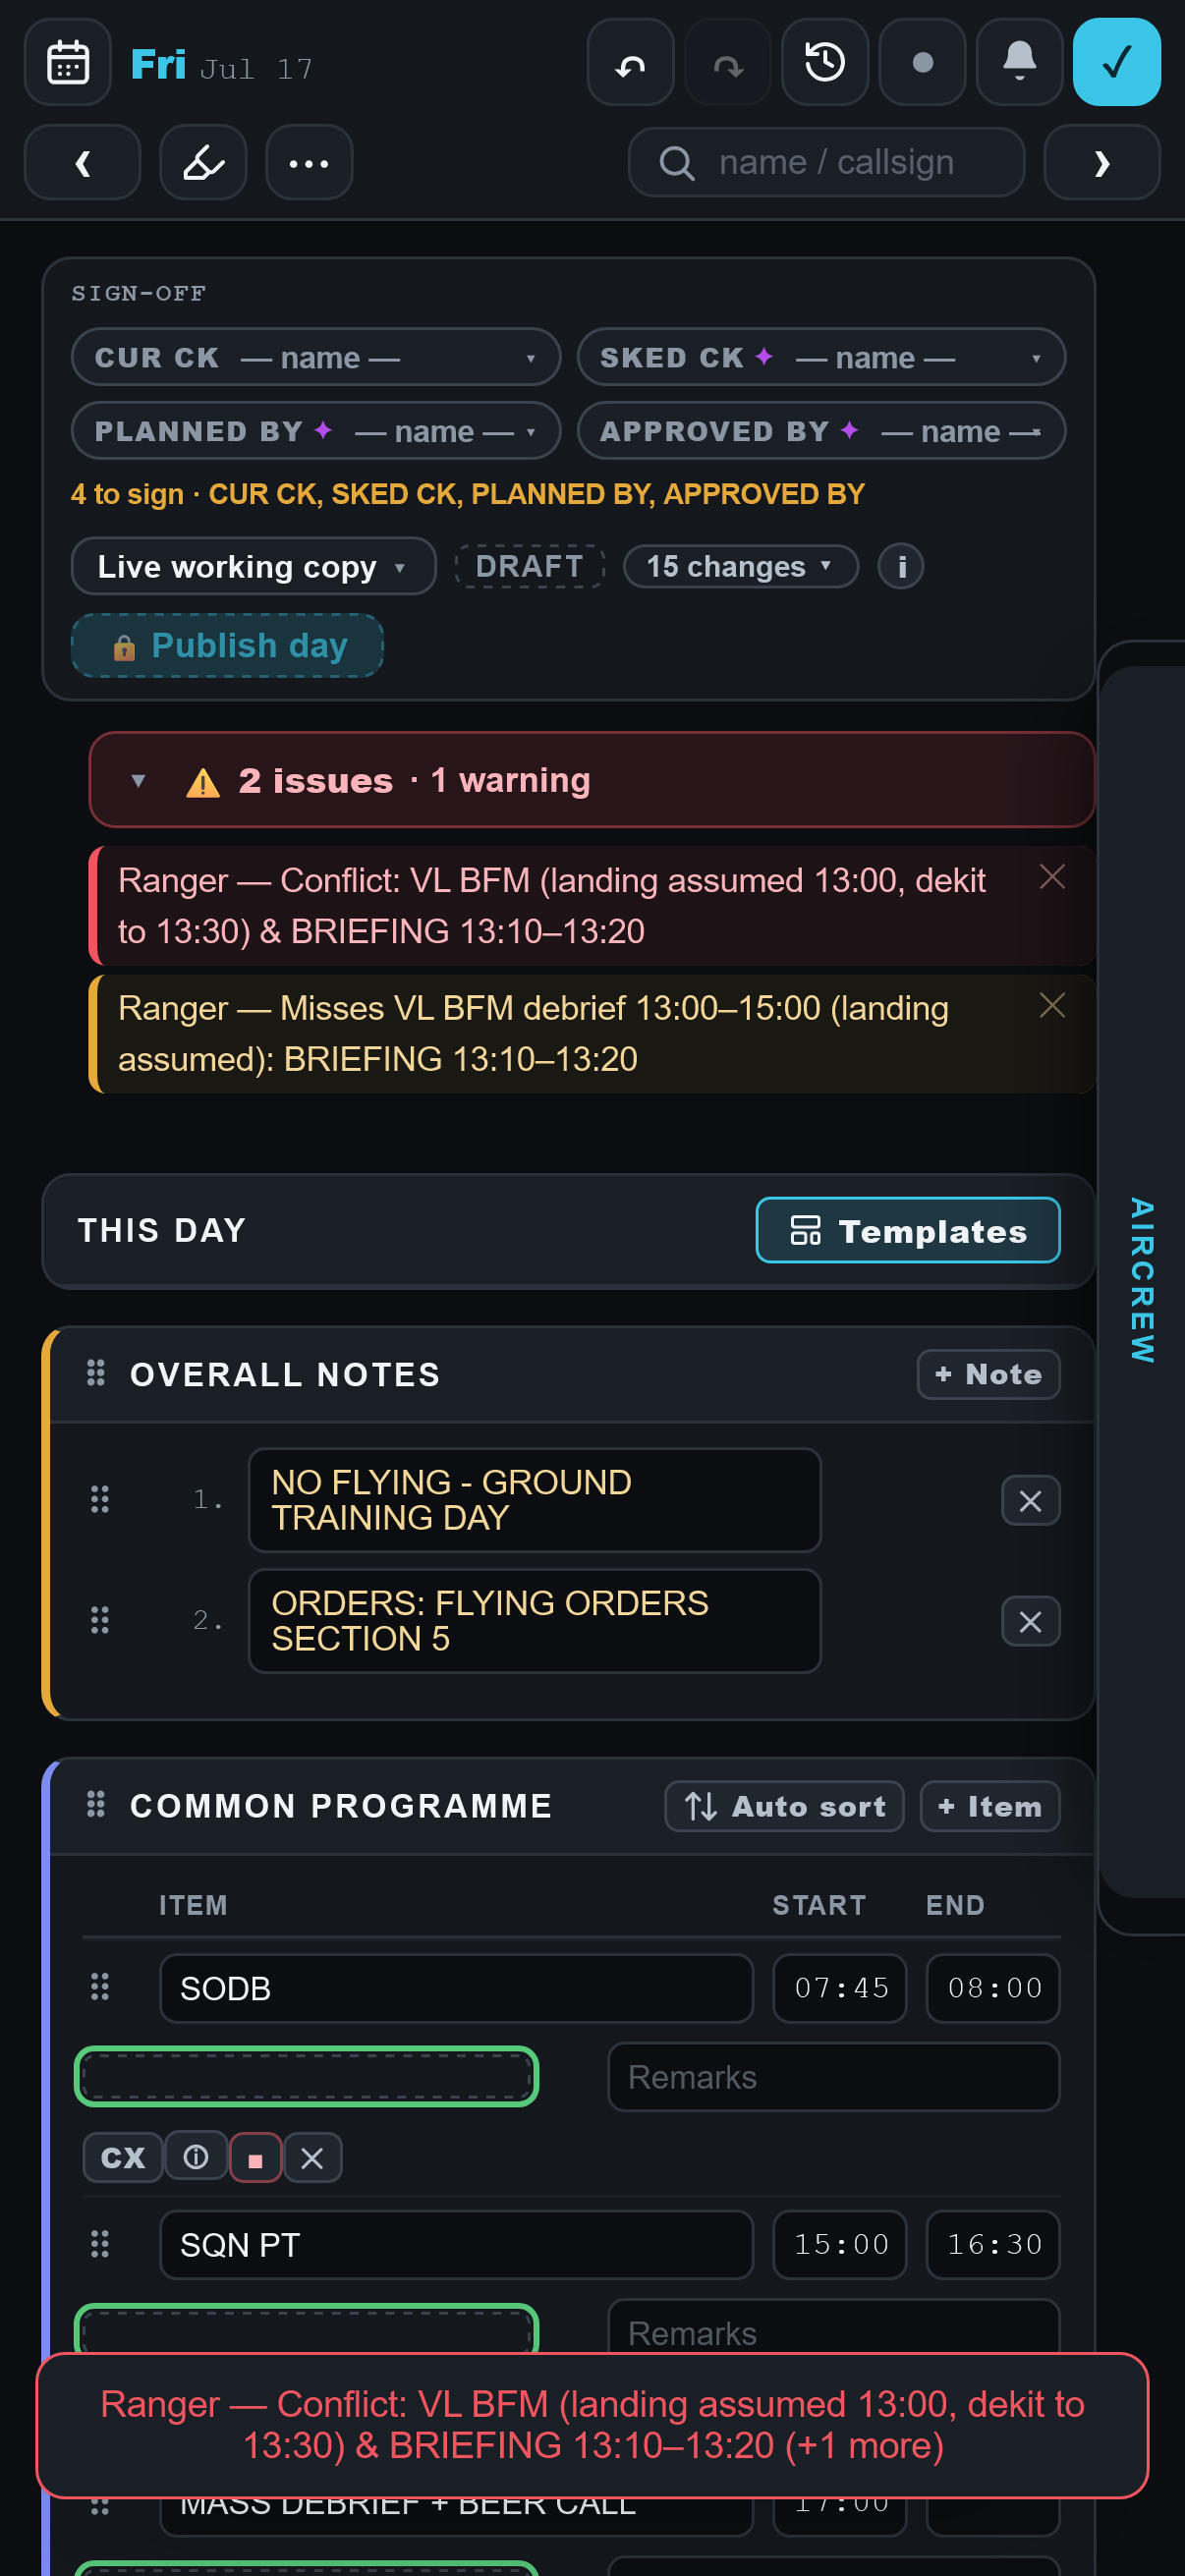 Fri Jul 17
name / callsign
SIGN-OFF
CUR CK — name —
SKED CK — name —
PLANNED BY — name —
APPROVED BY — name —
4 to sign · CUR CK, SKED CK, PLANNED BY, APPROVED BY
Live working copy
DRAFT
15 changes
i
Publish day
2 issues · 1 warning
Ranger — Conflict: VL BFM (landing assumed 13:00, dekit
to 13:30) & BRIEFING 13:10–13:20
Ranger — Misses VL BFM debrief 13:00–15:00 (landing
assumed): BRIEFING 13:10–13:20
AIRCREW
THIS DAY
Templates
OVERALL NOTES
+ Note
1.
NO FLYING - GROUND
TRAINING DAY
2.
ORDERS: FLYING ORDERS
SECTION 5
COMMON PROGRAMME
Auto sort
+ Item
ITEM START END
SODB 07:45 08:00
Remarks
CX
SQN PT 15:00 16:30
Remarks
Ranger — Conflict: VL BFM (landing assumed 13:00, dekit to
13:30) & BRIEFING 13:10–13:20 (+1 more)
MASS DEBRIEF + BEER CALL 17:00